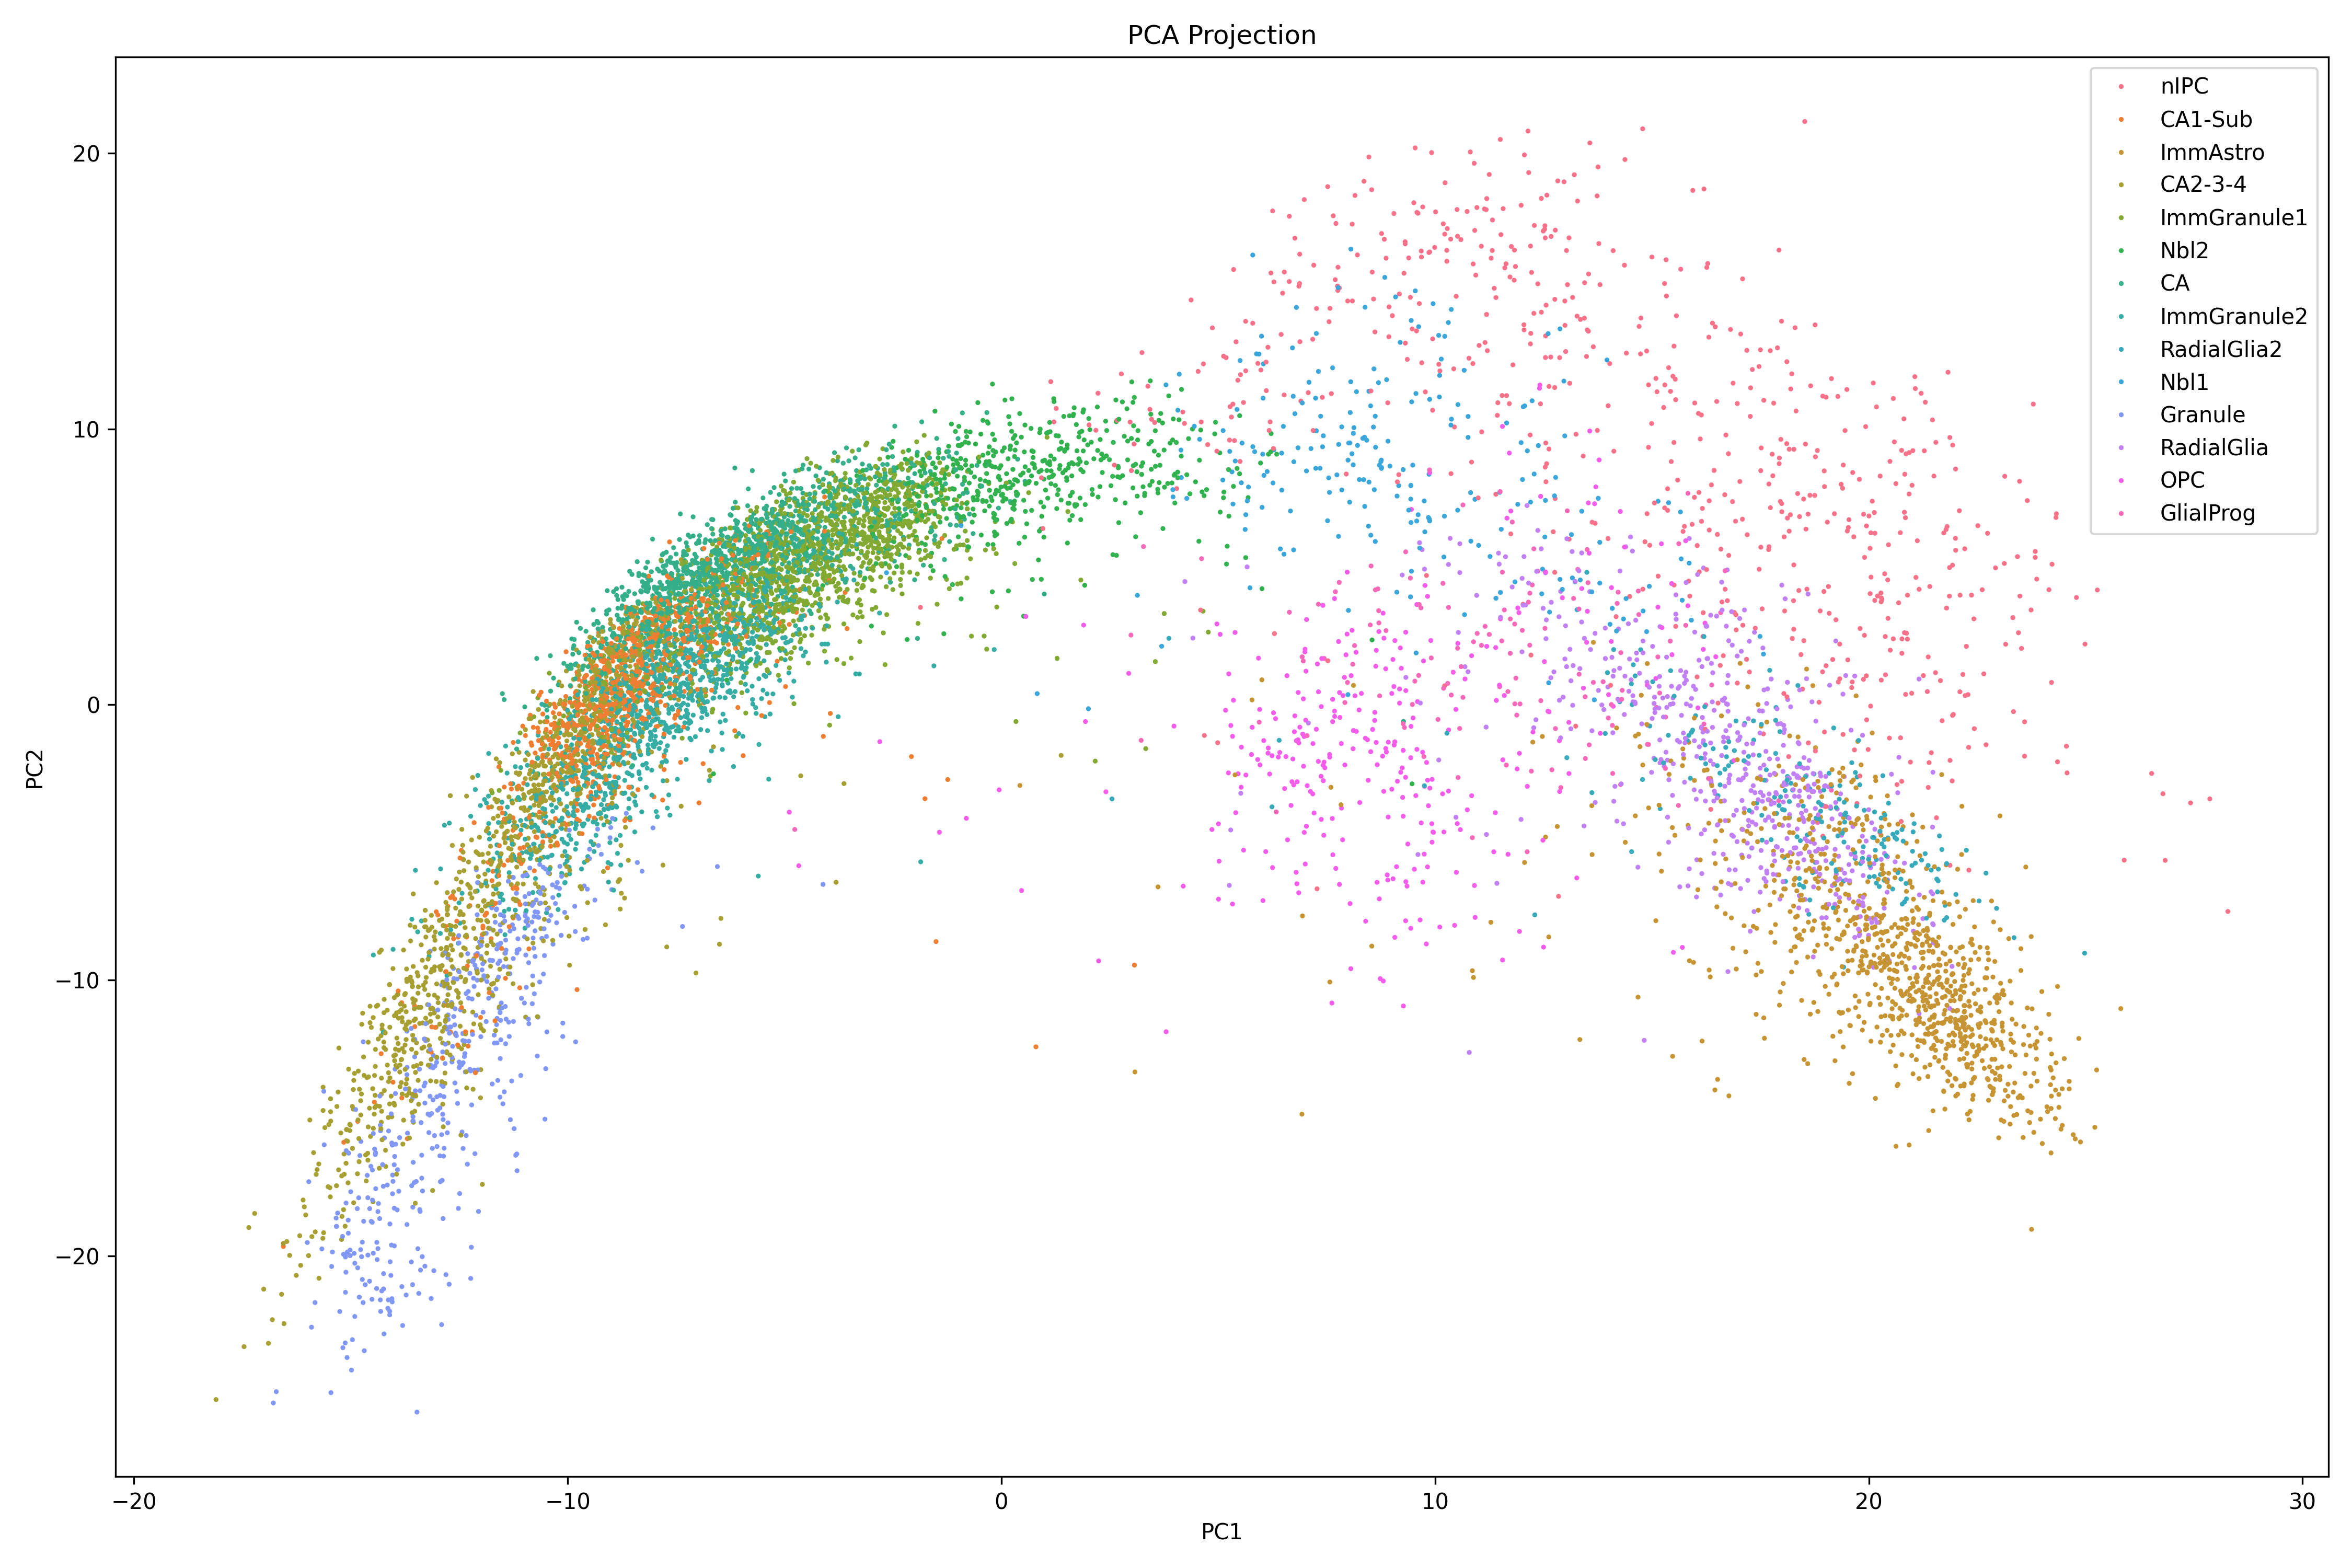 PCA Projection
nIPC
CA1-Sub
ImmAstro
CA2-3-4
ImmGranule1
Nbl2
CA
ImmGranule2
RadialGlia2
Nbl1
Granule
RadialGlia
OPC
GlialProg
20
10
0
−10
−20
PC2
−20 −10 0 10 20 30
PC1